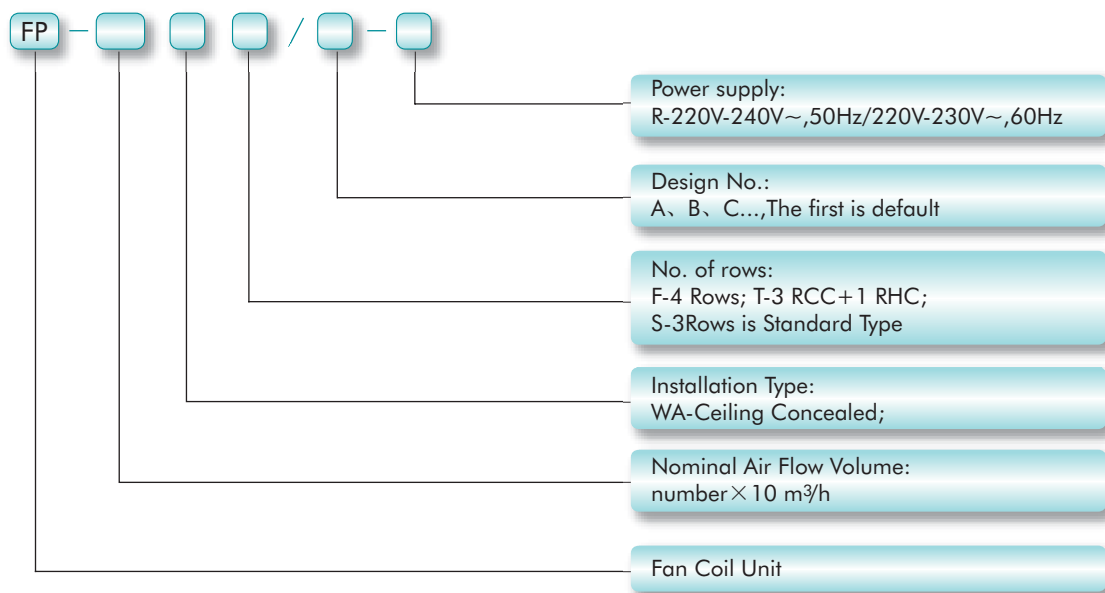 FP – / –
Power supply:
R-220V-240V~,50Hz/220V-230V~,60Hz
Design No.:
A、B、C...,The first is default
No. of rows:
F-4 Rows; T-3 RCC+1 RHC;
S-3Rows is Standard Type
Installation Type:
WA-Ceiling Concealed;
Nominal Air Flow Volume:
number×10 m³/h
Fan Coil Unit